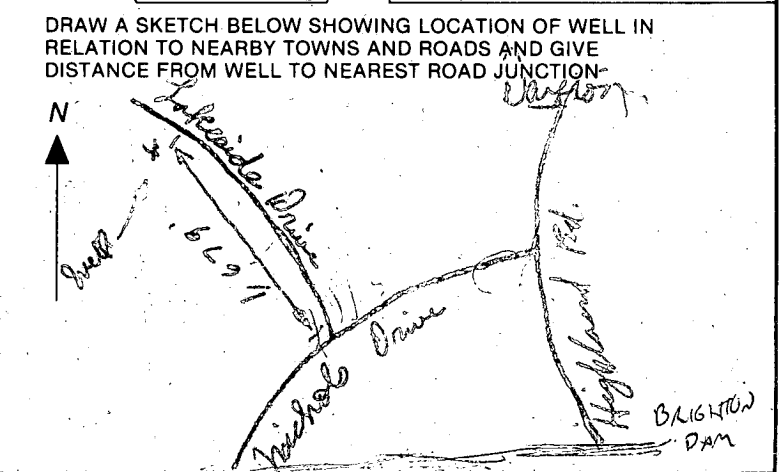 DRAW A SKETCH BELOW SHOWING LOCATION OF WELL IN
RELATION TO NEARBY TOWNS AND ROADS AND GIVE
DISTANCE FROM WELL TO NEAREST ROAD JUNCTION
N
Lakeside Drive
Dayton
well
Nichols Drive
Highland Rd.
BRIGHTON
DAM